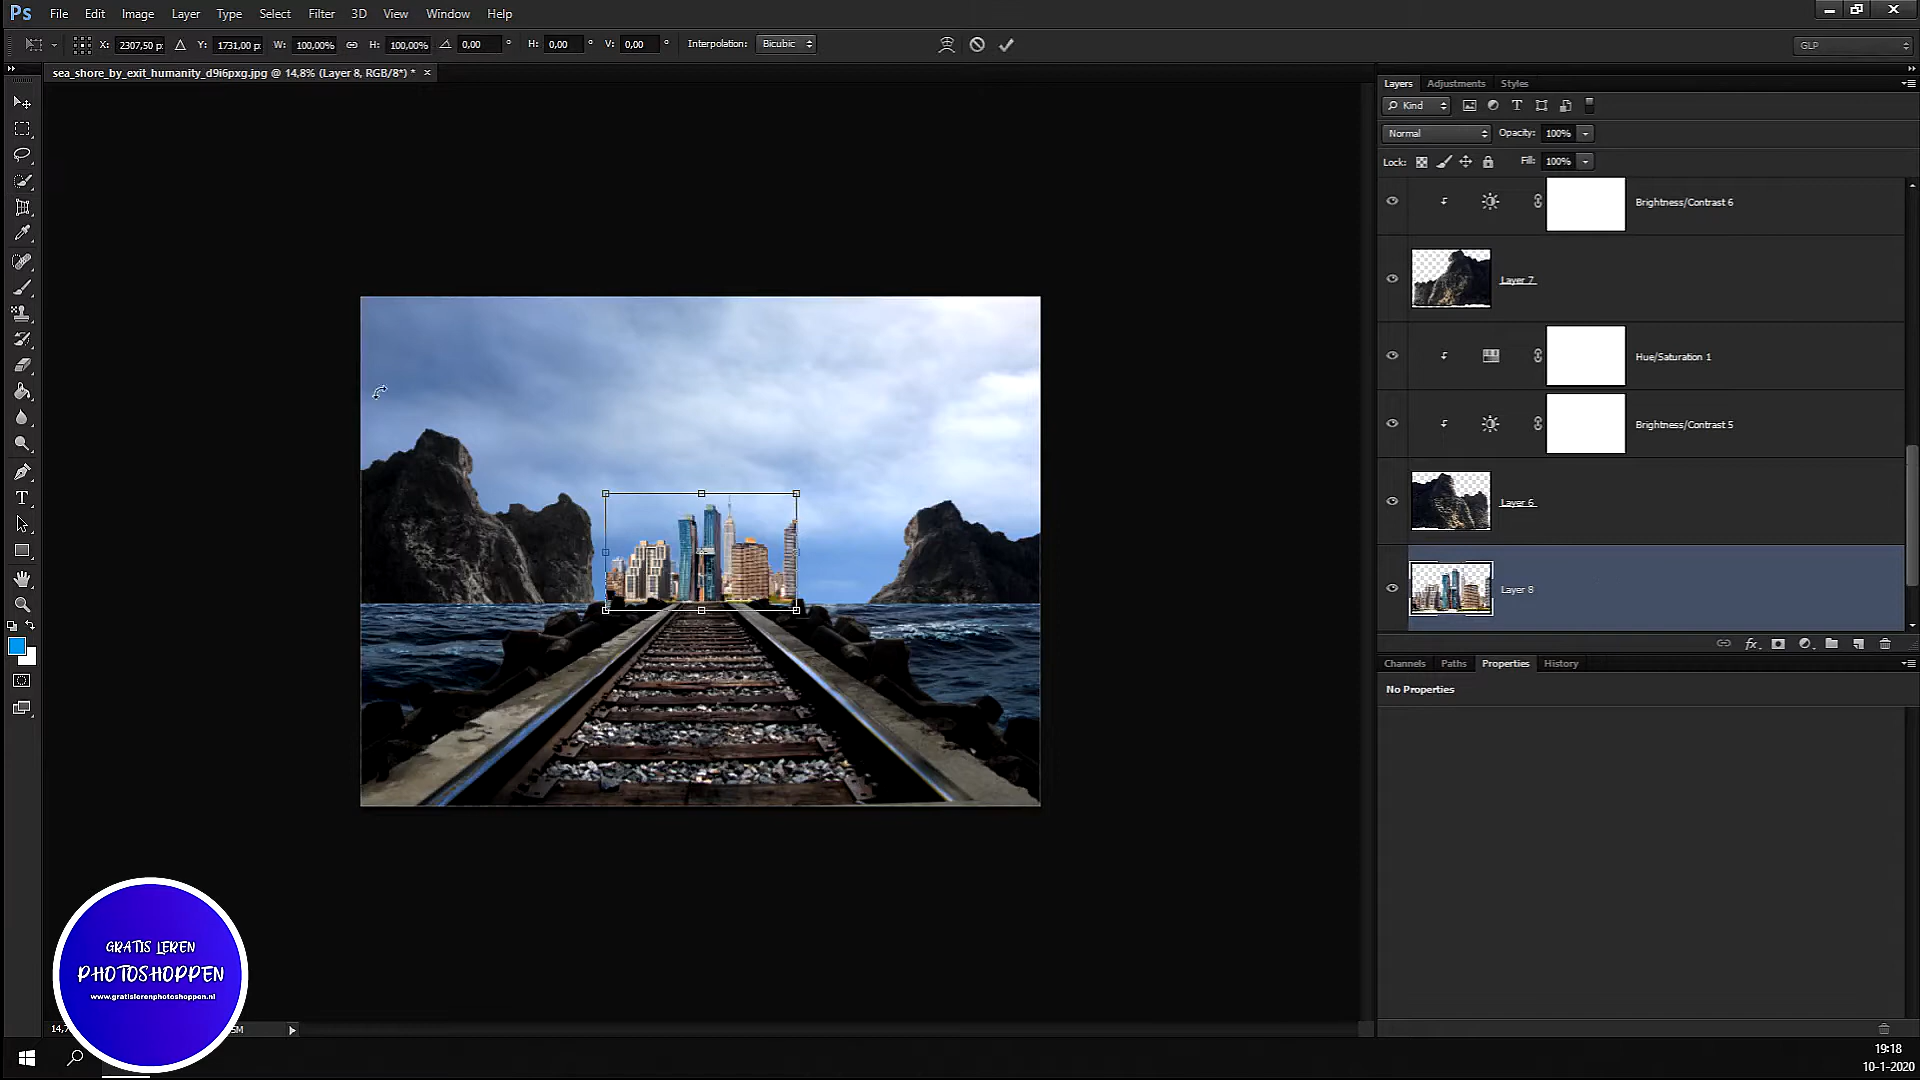 Ps File Edit Image Layer Type Select Filter 3D View Window Help
X: 2307,50 p Y: 1731,00 p W: 100,00% H: 100,00% 0,00 ° H: 0,00 ° V: 0,00 ° Interpolation: Bicubic GLP
sea_shore_by_exit_humanity_d9i6pxg.jpg @ 14,8% (Layer 8, RGB/8*) * ×
Layers Adjustments Styles
Kind
Normal Opacity: 100%
Lock: Fill: 100%
Brightness/Contrast 6
Layer 7
Hue/Saturation 1
Brightness/Contrast 5
Layer 6
Layer 8
Channels Paths Properties History
No Properties
GRATIS LEREN
PHOTOSHOPPEN
www.gratislerenphotoshoppen.nl
19:18
10-1-2020